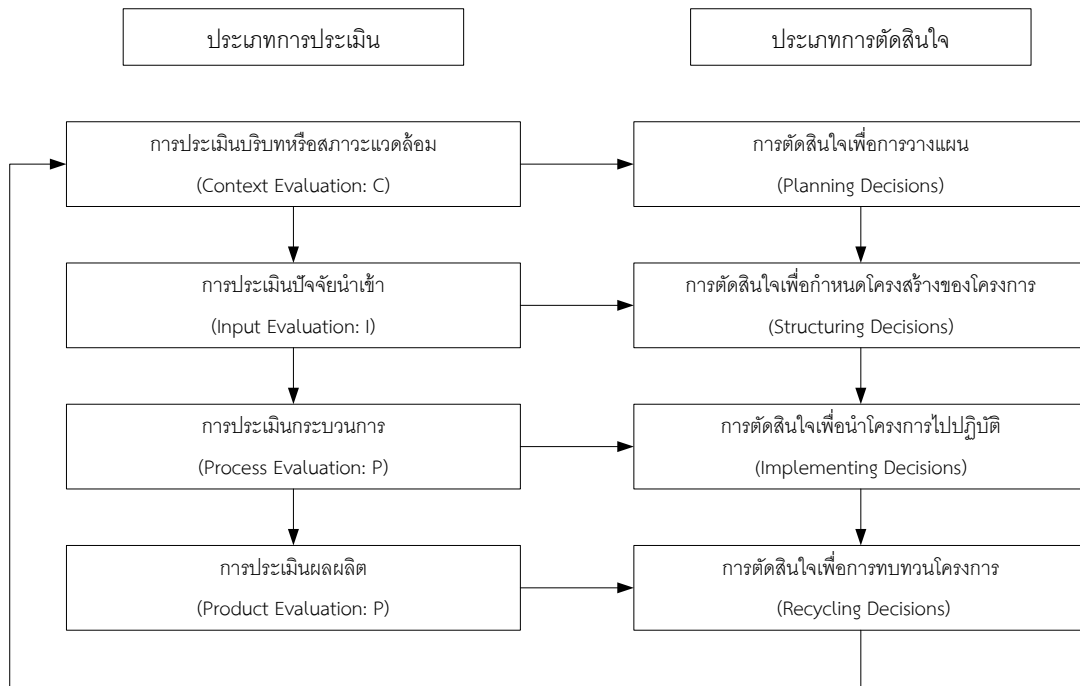 ประเภทการประเมิน
ประเภทการตัดสินใจ
การประเมินบริบทหรือสภาวะแวดล้อม
(Context Evaluation: C)
การตัดสินใจเพื่อการวางแผน
(Planning Decisions)
การประเมินปัจจัยนำเข้า
(Input Evaluation: I)
การตัดสินใจเพื่อกำหนดโครงสร้างของโครงการ
(Structuring Decisions)
การประเมินกระบวนการ
(Process Evaluation: P)
การตัดสินใจเพื่อนำโครงการไปปฏิบัติ
(Implementing Decisions)
การประเมินผลผลิต
(Product Evaluation: P)
การตัดสินใจเพื่อการทบทวนโครงการ
(Recycling Decisions)